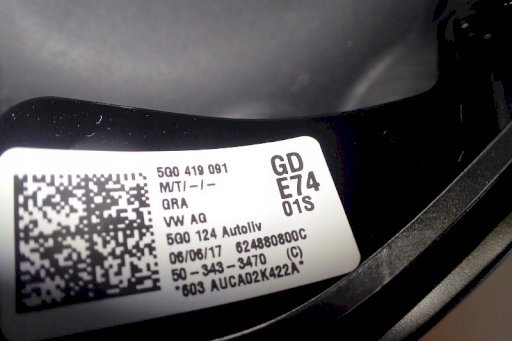 5G0 419 091
M/T/-/-
GRA
VW AG
5G0 124 Autoliv
06/06/17 624880800C
50-343-3470 (C)
*603 AUCA02K422A*
GD
E74
01S